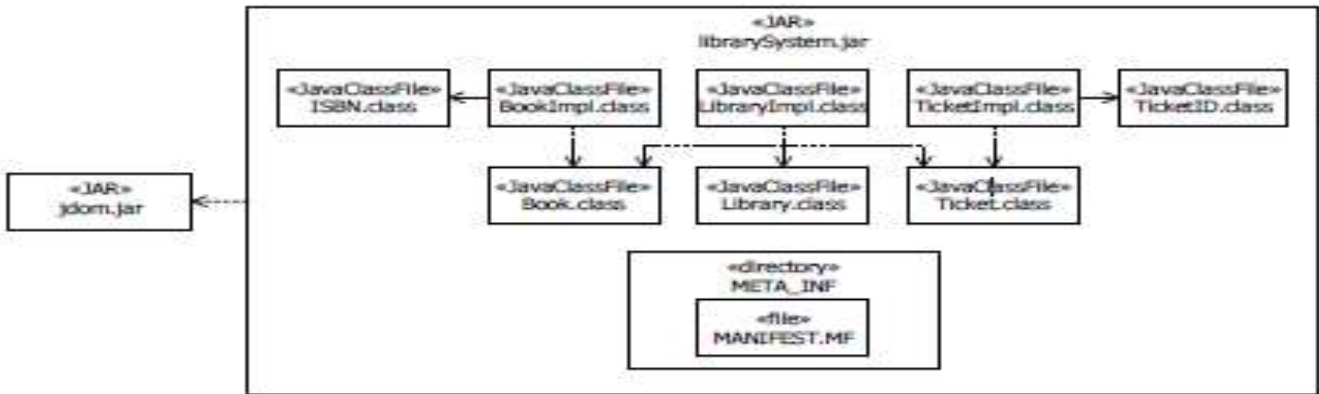 «JAR»
librarySystem.jar
«JavaClassFile»
ISBN.class
«JavaClassFile»
BookImpl.class
«JavaClassFile»
LibraryImpl.class
«JavaClassFile»
TicketImpl.class
«JavaClassFile»
TicketID.class
«JAR»
jdom.jar
«JavaClassFile»
Book.class
«JavaClassFile»
Library.class
«JavaClassFile»
Ticket.class
«directory»
META_INF
«file»
MANIFEST.MF